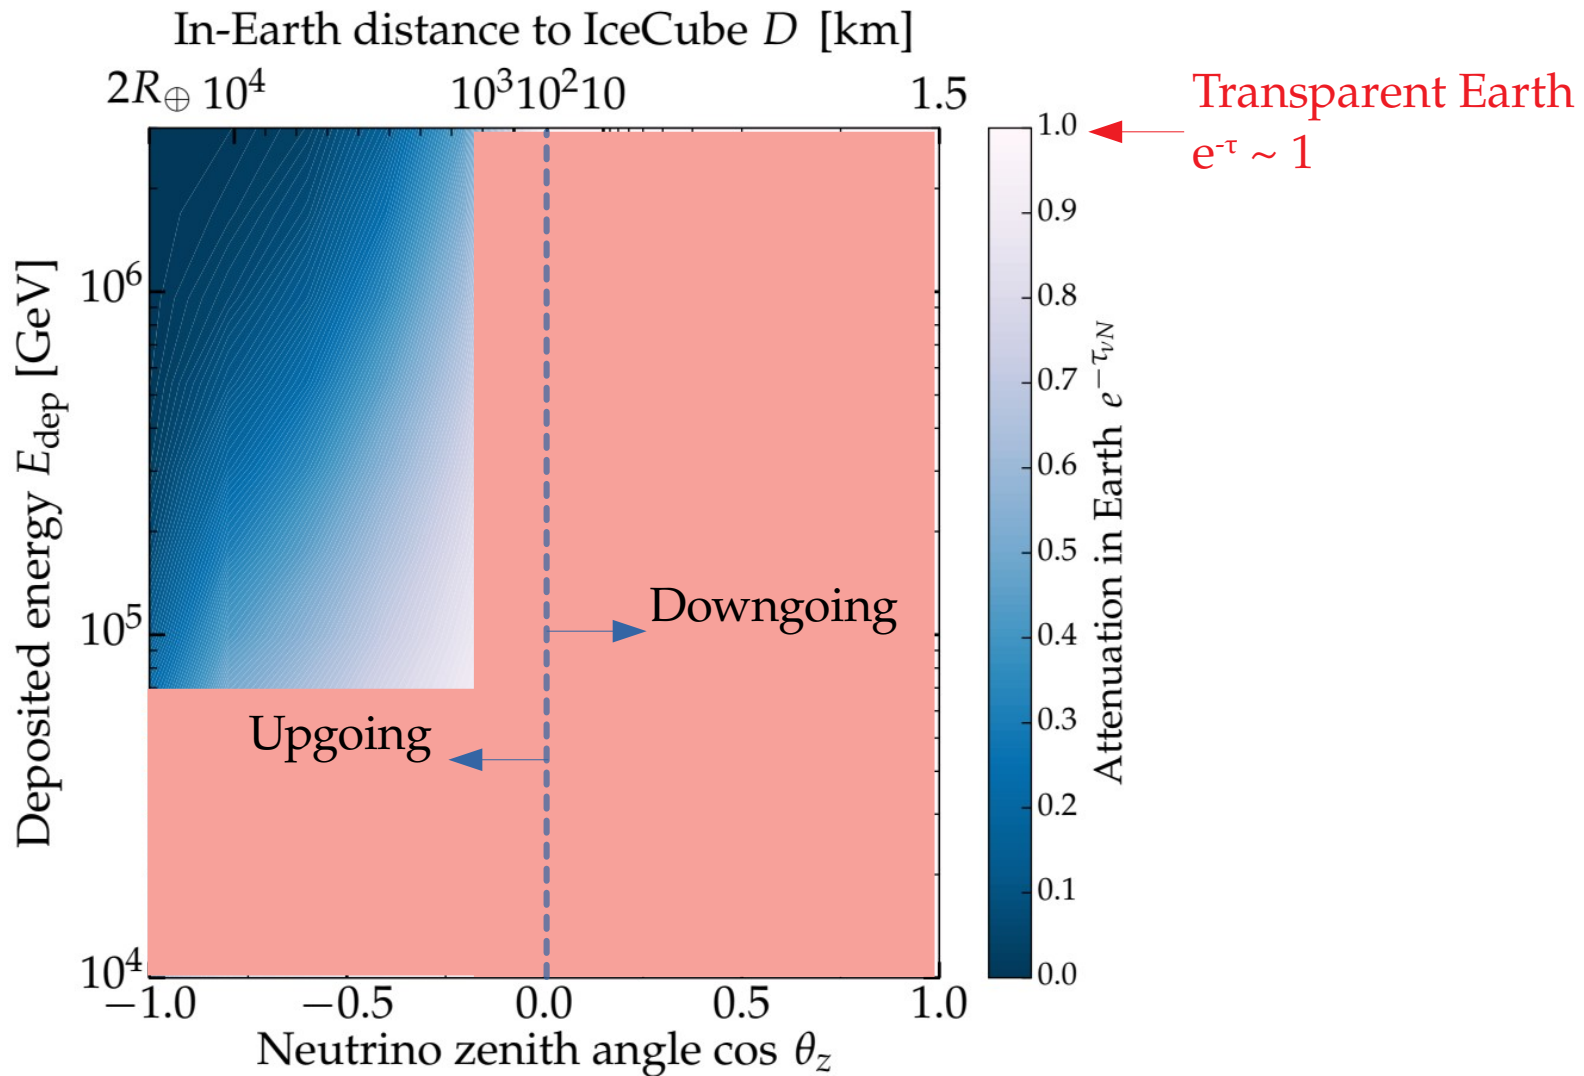 In-Earth distance to IceCube D [km]
2R⊕ 10⁴ 10³10²10 1.5
Transparent Earth
e^-τ ~ 1
1.0
0.9
0.8
0.7
0.6
0.5
0.4
0.3
0.2
0.1
0.0
Attenuation in Earth e^−τ_νN
Deposited energy E_dep [GeV]
10⁶
10⁵
10⁴
Downgoing
Upgoing
−1.0 −0.5 0.0 0.5 1.0
Neutrino zenith angle cos θ_z